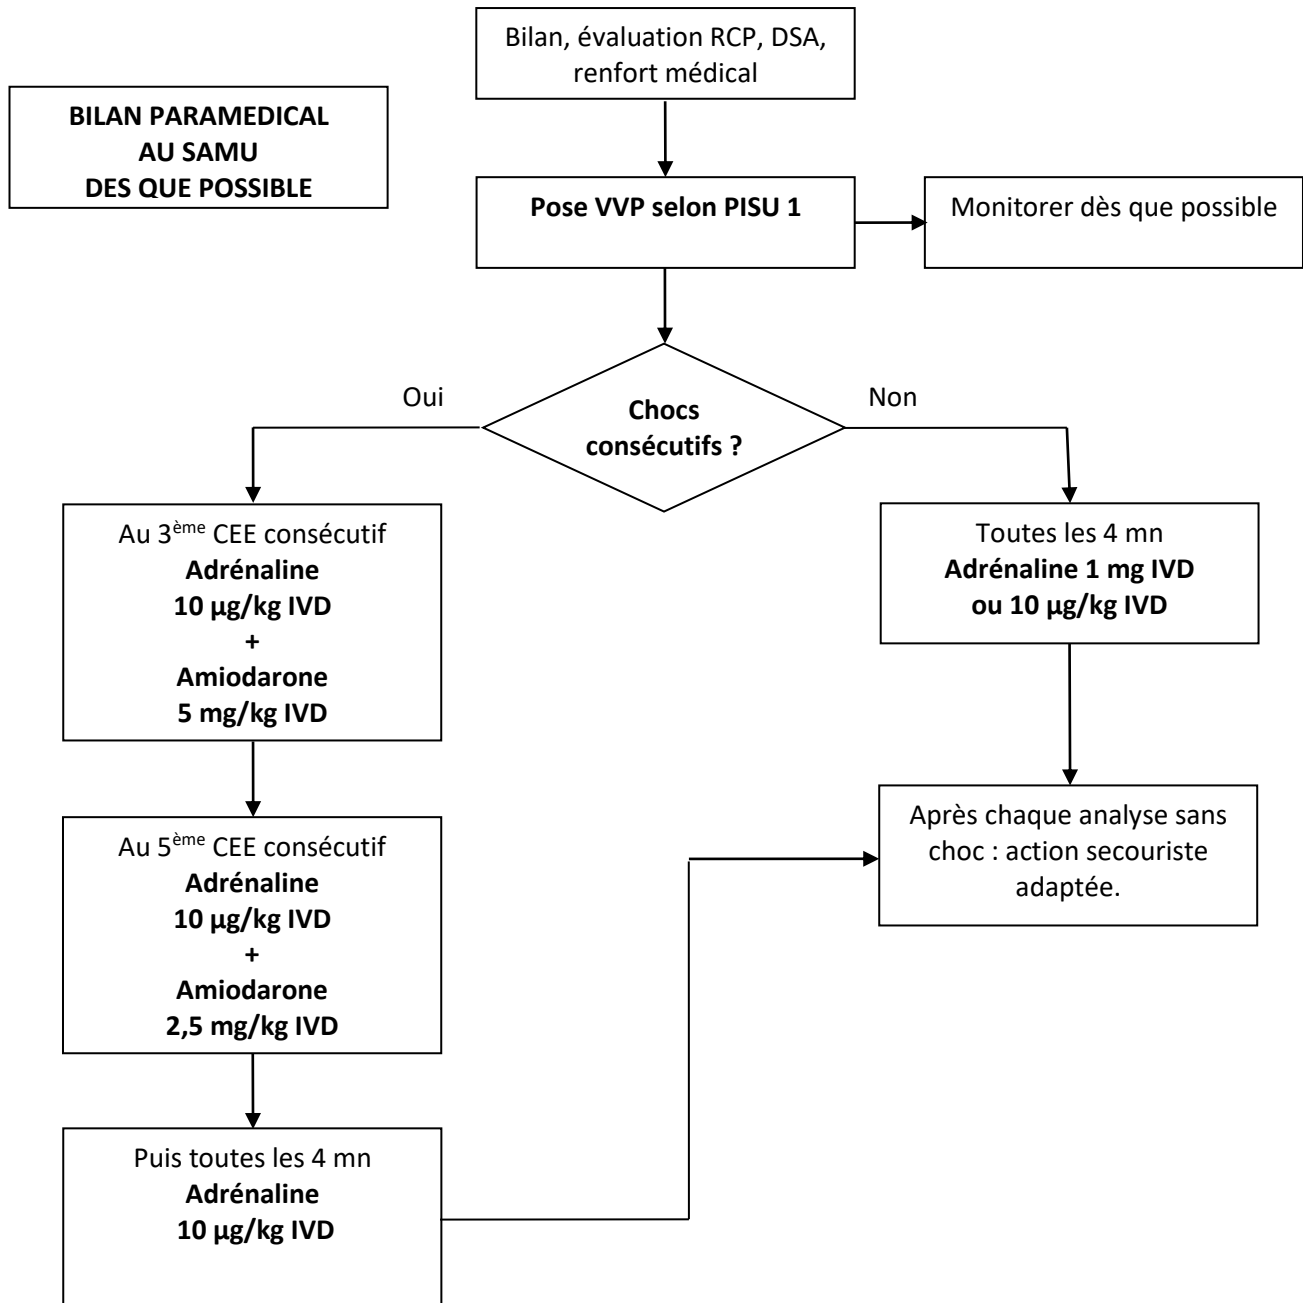 Bilan, évaluation RCP, DSA,
renfort médical
BILAN PARAMEDICAL
AU SAMU
DES QUE POSSIBLE
Pose VVP selon PISU 1
Monitorer dès que possible
Oui
Chocs
consécutifs ?
Non
Au 3ème CEE consécutif
Adrénaline
10 µg/kg IVD
+
Amiodarone
5 mg/kg IVD
Toutes les 4 mn
Adrénaline 1 mg IVD
ou 10 µg/kg IVD
Au 5ème CEE consécutif
Adrénaline
10 µg/kg IVD
+
Amiodarone
2,5 mg/kg IVD
Après chaque analyse sans
choc : action secouriste
adaptée.
Puis toutes les 4 mn
Adrénaline
10 µg/kg IVD